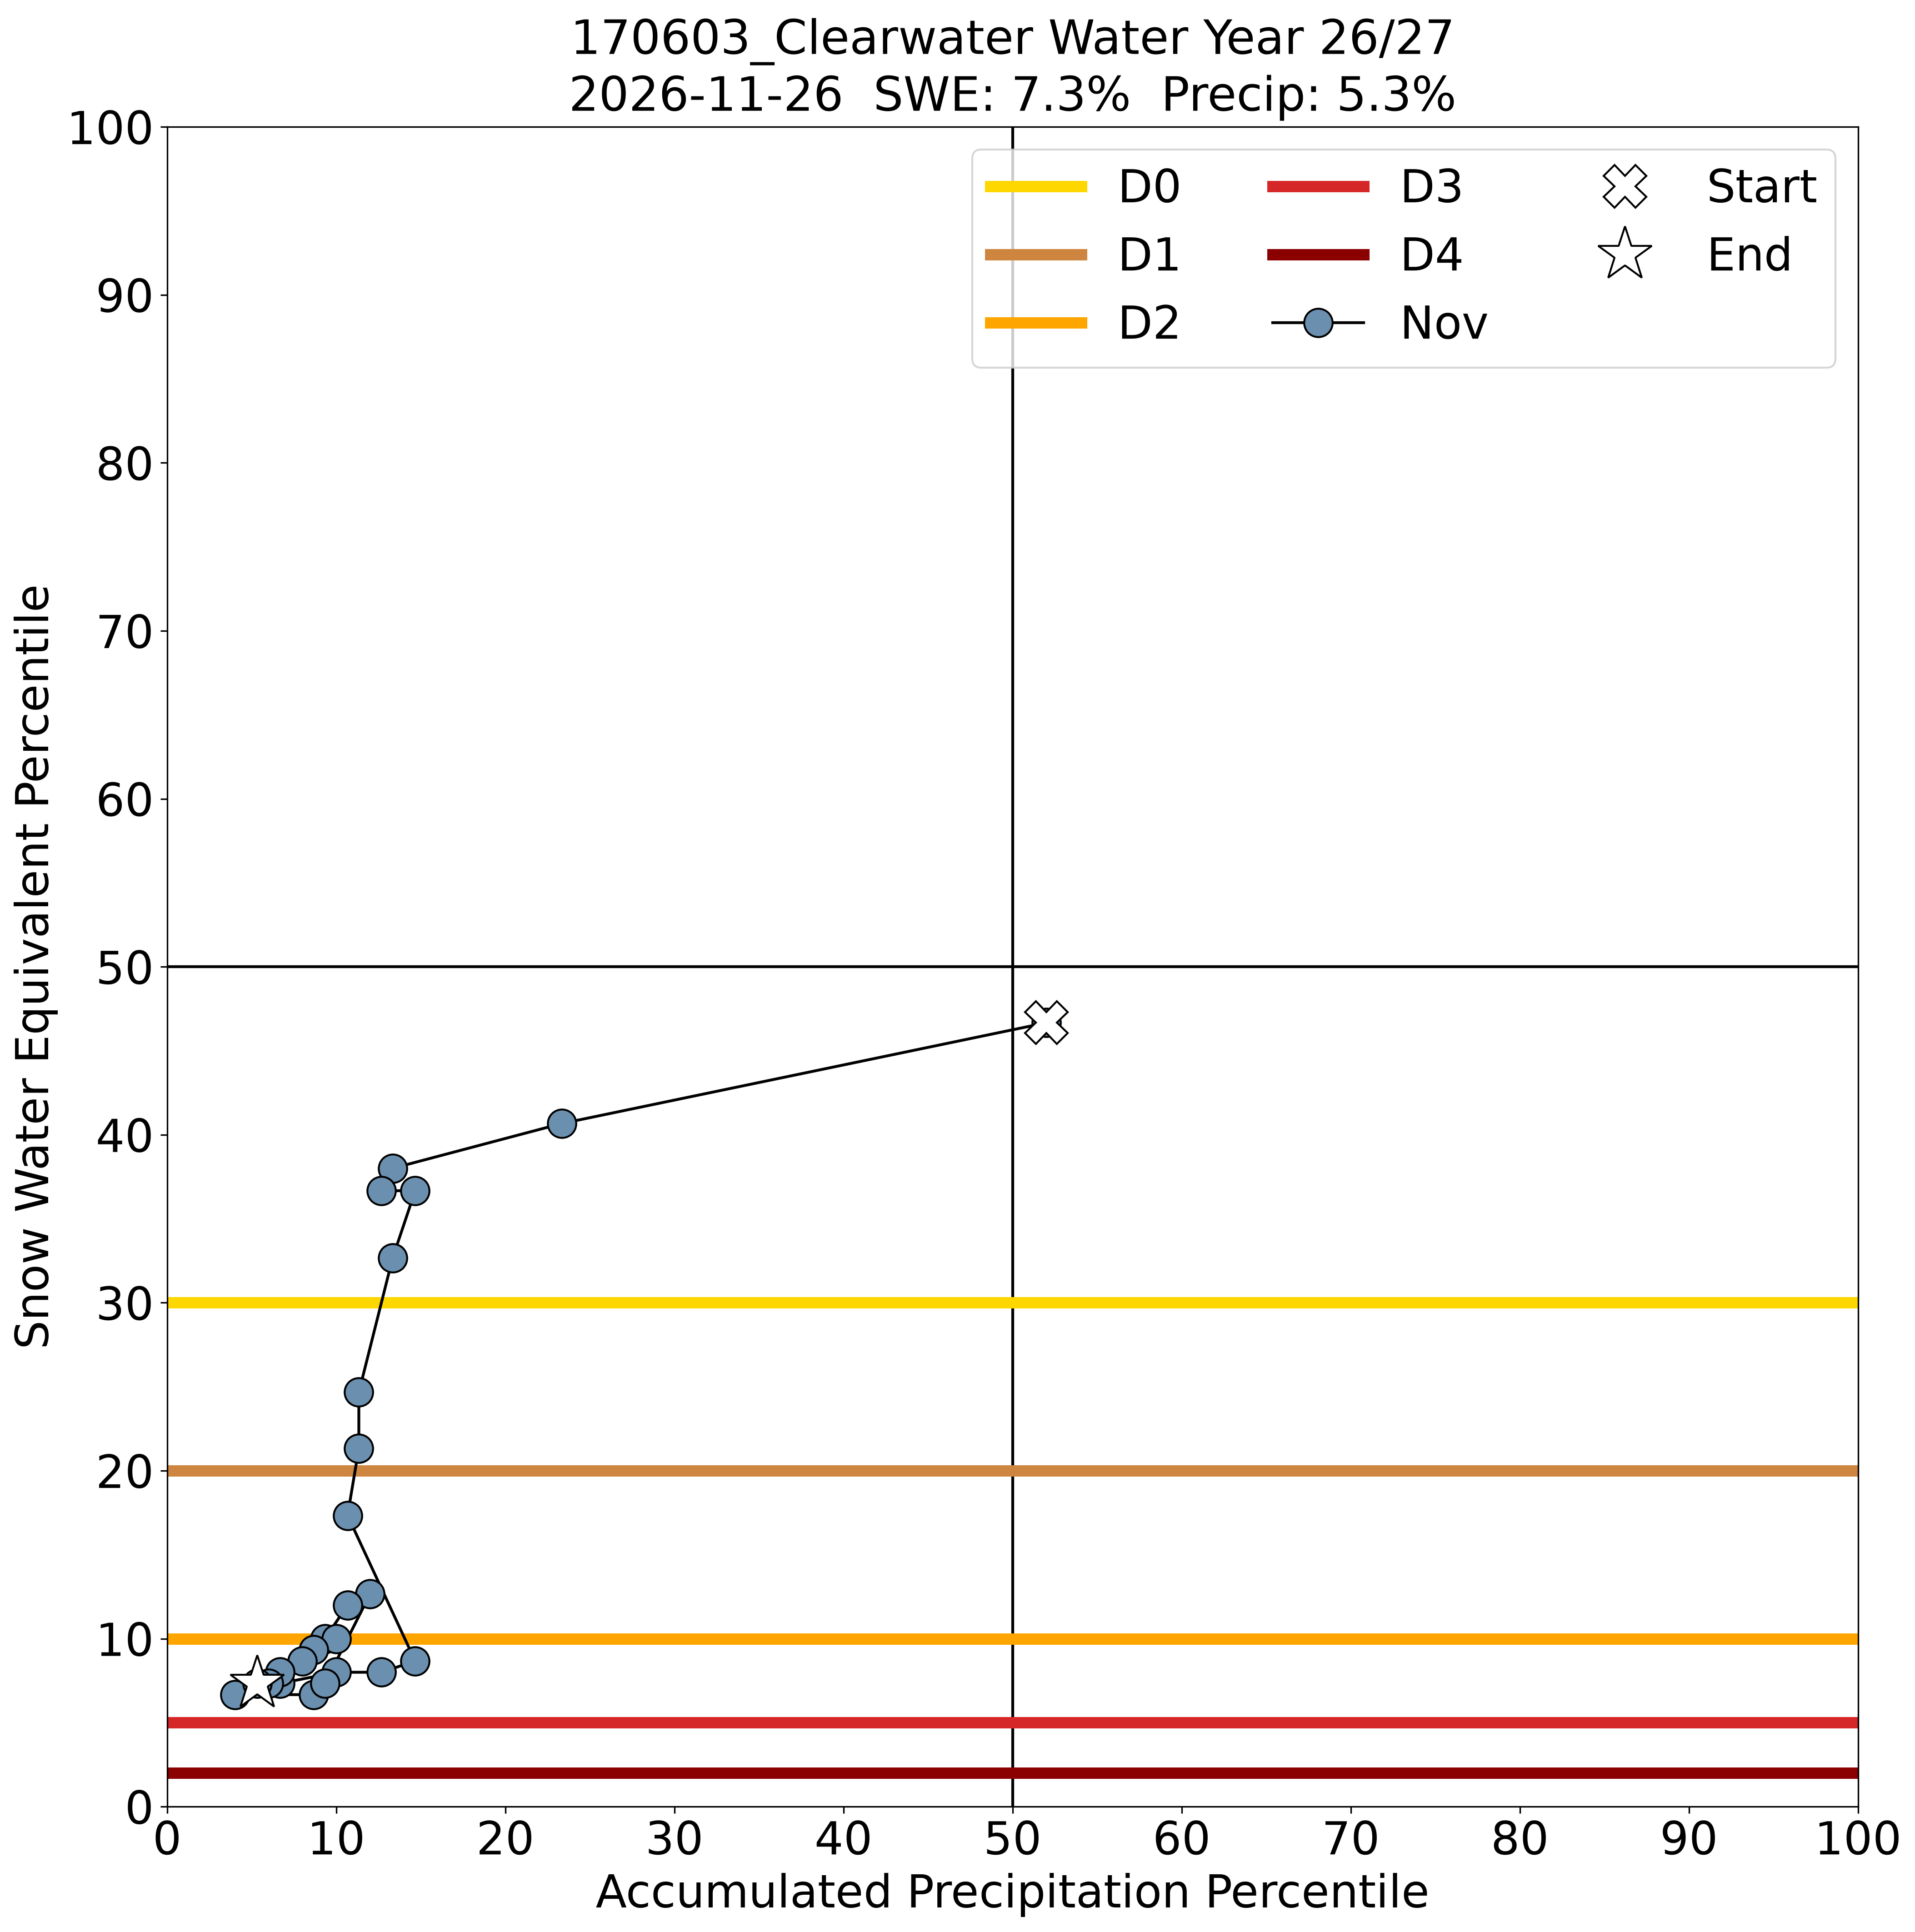 170603_Clearwater Water Year 26/27
2026-11-26 SWE: 7.3% Precip: 5.3%
D0
D1
D2
D3
D4
Nov
Start
End
Snow Water Equivalent Percentile
100
90
80
70
60
50
40
30
20
10
0
0 10 20 30 40 50 60 70 80 90 100
Accumulated Precipitation Percentile